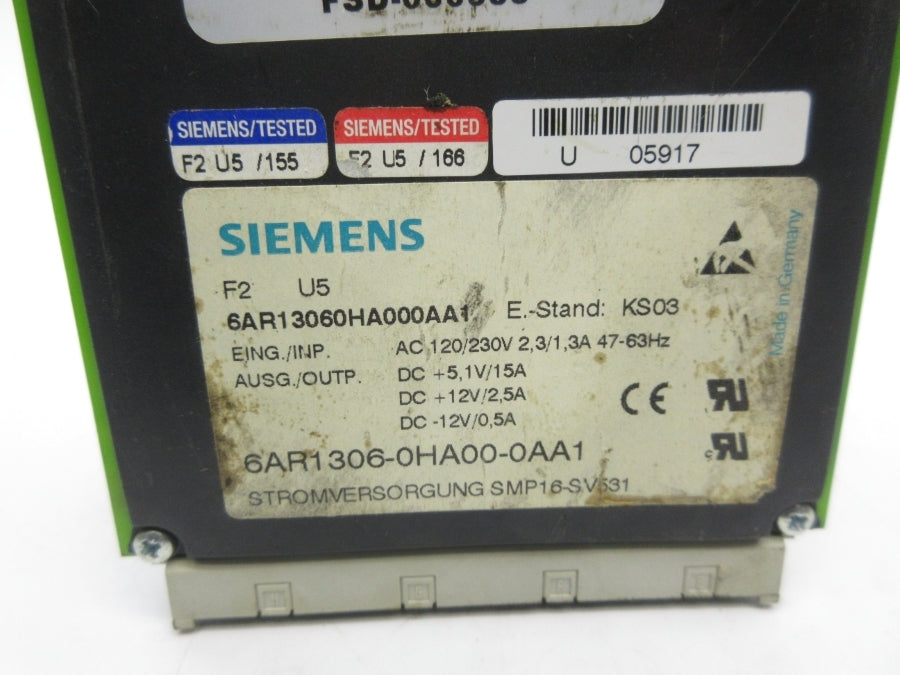 SIEMENS/TESTED
F2 U5 /155
SIEMENS/TESTED
F2 U5 / 166
U 05917
SIEMENS
Made in Germany
F2 U5
6AR13060HA000AA1 E.-Stand: KS03
EING./INP. AC 120/230V 2,3/1,3A 47-63Hz
AUSG./OUTP. DC +5,1V/15A
DC +12V/2,5A
DC -12V/0,5A
CE
6AR1306-0HA00-0AA1
STROMVERSORGUNG SMP16-SV531